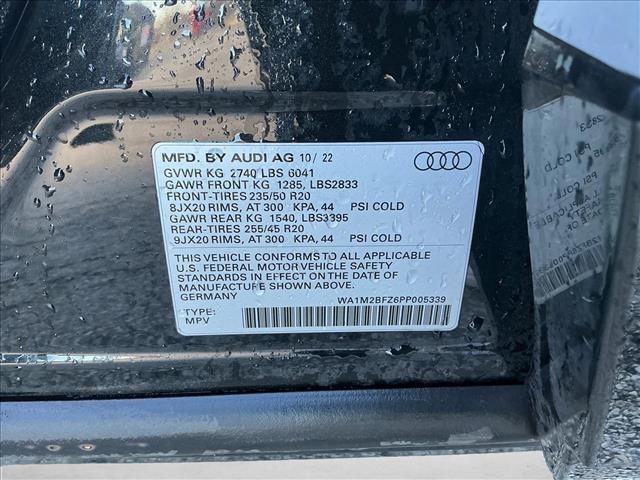 MFD. BY AUDI AG 10/ 22
GVWR KG 2740 LBS 6041
GAWR FRONT KG 1285, LBS2833
FRONT-TIRES 235/50 R20
8JX20 RIMS, AT 300 KPA, 44 PSI COLD
GAWR REAR KG 1540, LBS3395
REAR-TIRES 255/45 R20
9JX20 RIMS, AT 300 KPA, 44 PSI COLD
THIS VEHICLE CONFORMS TO ALL APPLICABLE
U.S. FEDERAL MOTOR VEHICLE SAFETY
STANDARDS IN EFFECT ON THE DATE OF
MANUFACTURE SHOWN ABOVE.
GERMANY WA1M2BFZ6PP005339
TYPE:
MPV